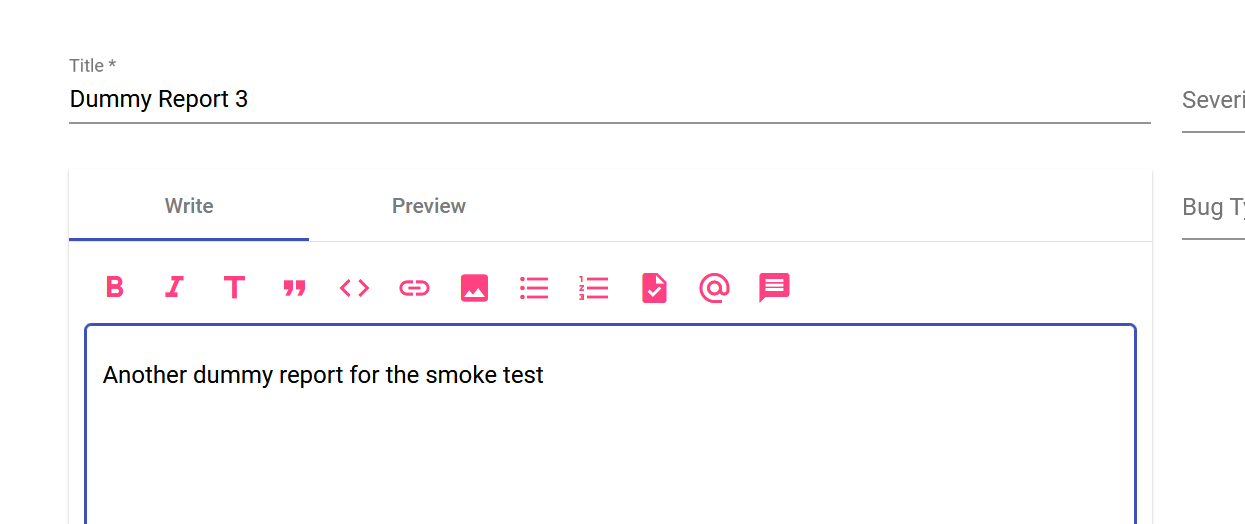 Title *
Dummy Report 3
Severi
Write
Preview
Bug Ty
Another dummy report for the smoke test